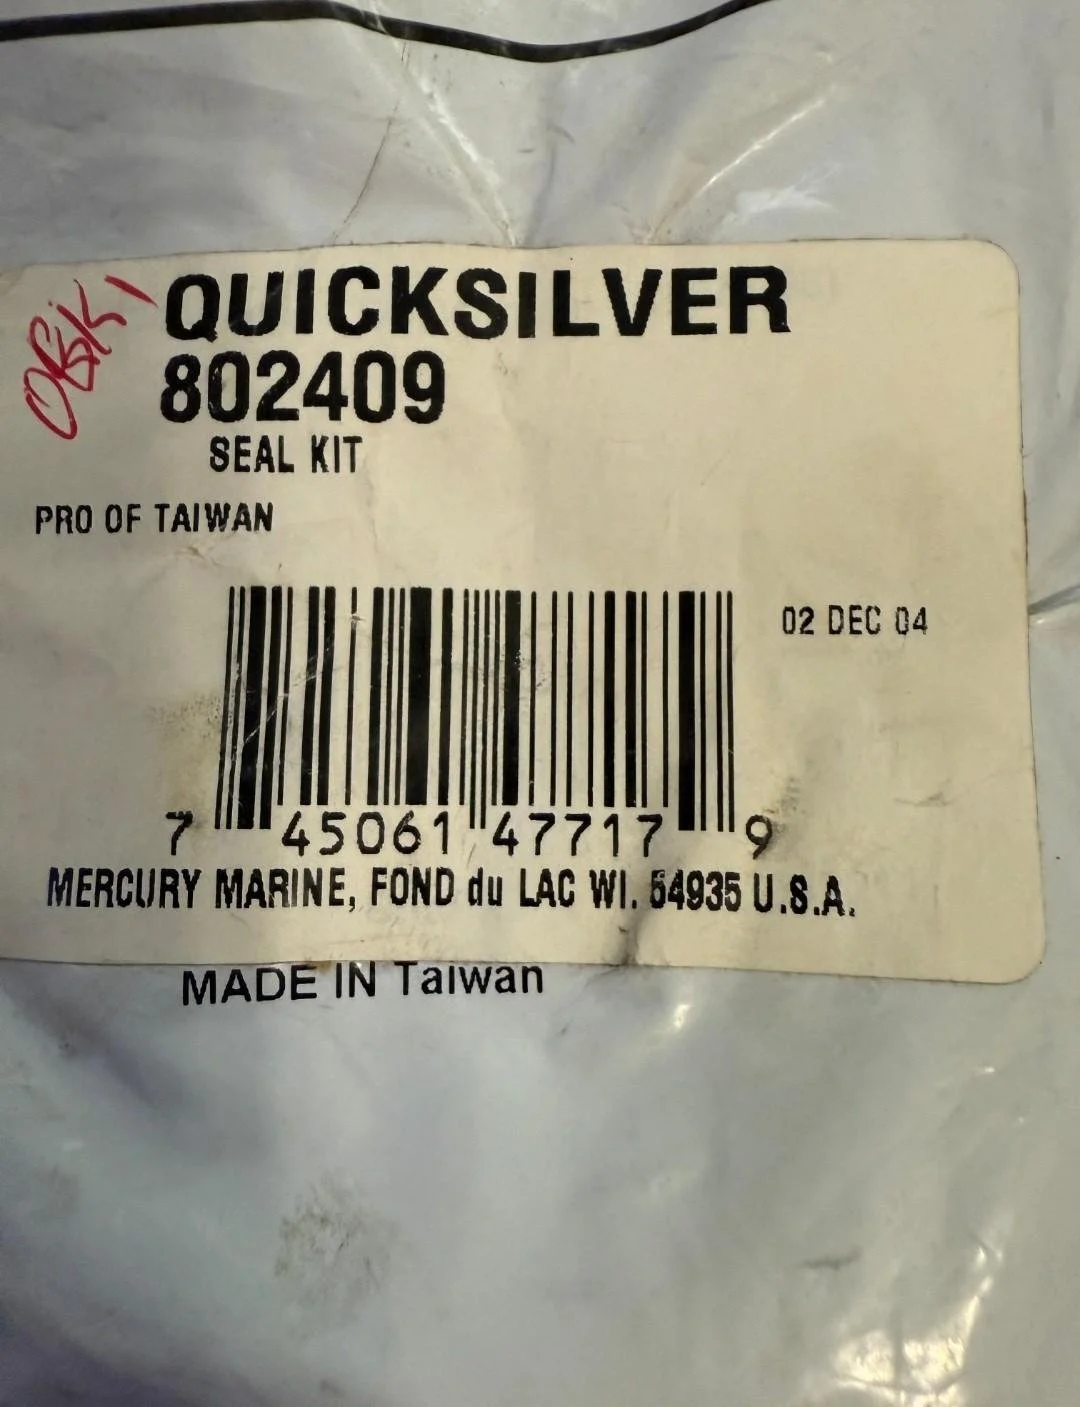 QUICKSILVER
802409
SEAL KIT
PRO OF TAIWAN
02 DEC 04
7 45061 47717 9
MERCURY MARINE, FOND du LAC WI. 54935 U.S.A.
MADE IN Taiwan